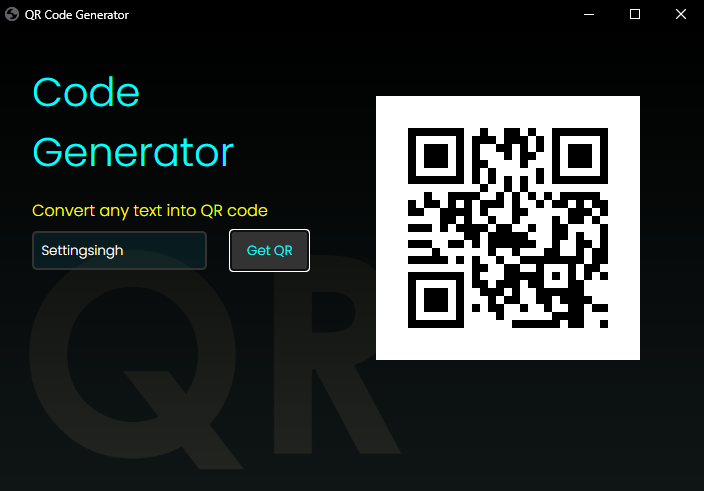 QR Code Generator
Code
Generator
Convert any text into QR code
Settingsingh
Get QR
QR